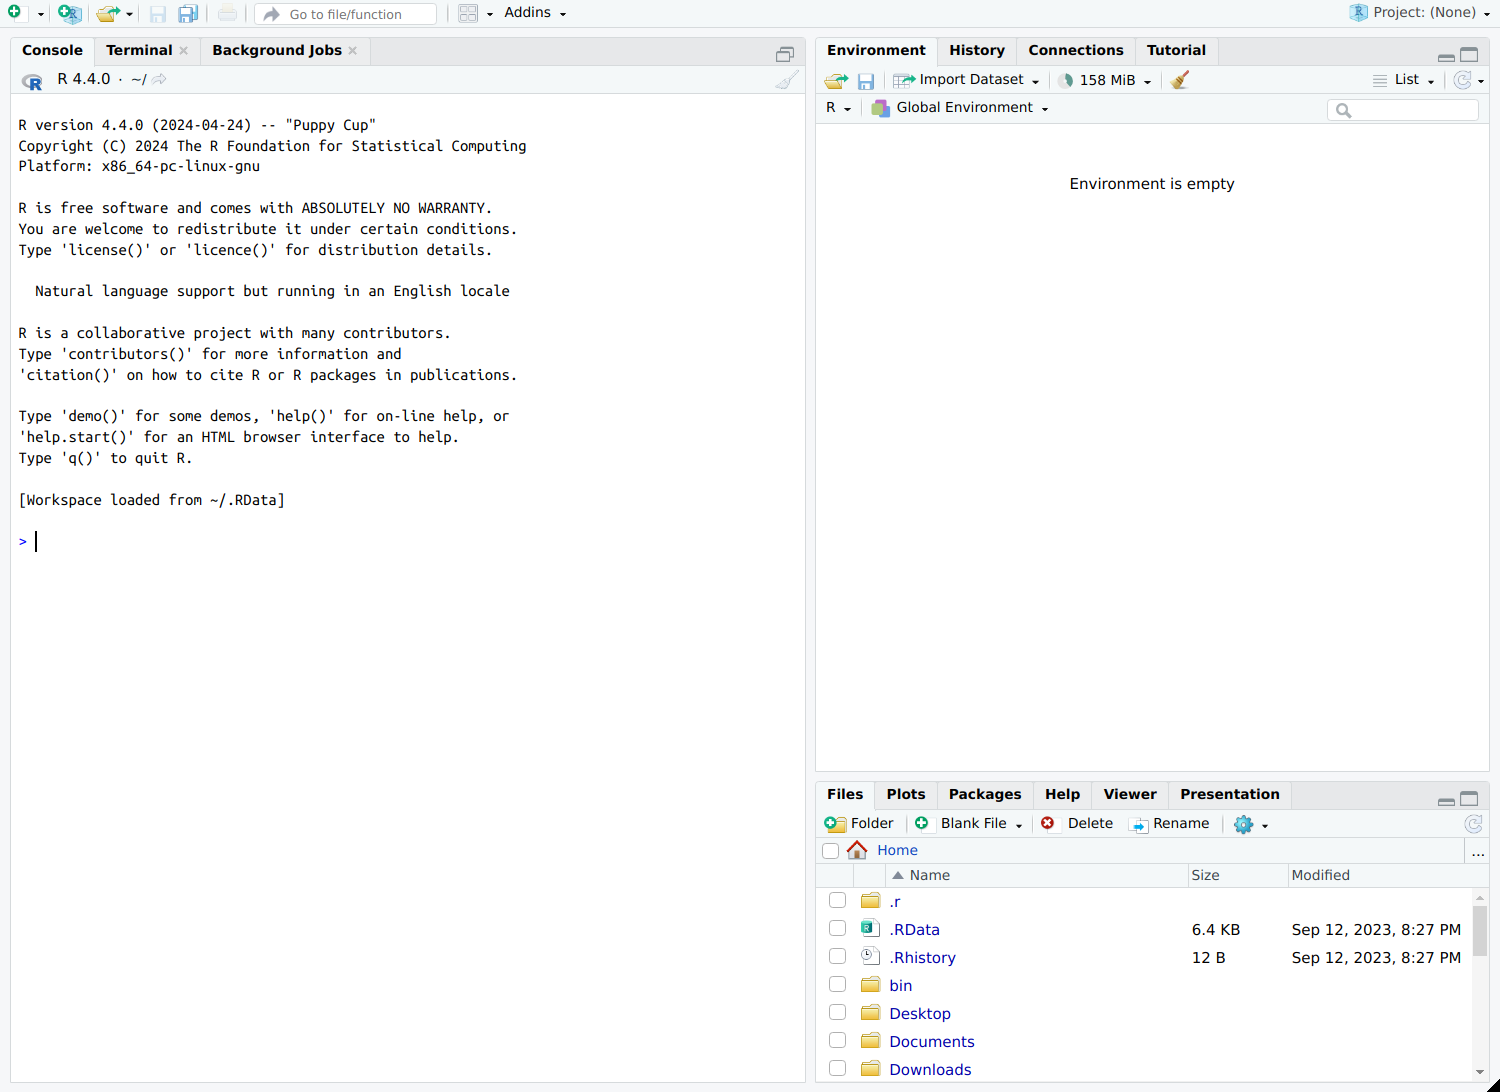 Go to file/function
Addins
Project: (None)
Console
Terminal
Background Jobs
R 4.4.0 · ~/
R version 4.4.0 (2024-04-24) -- "Puppy Cup"
Copyright (C) 2024 The R Foundation for Statistical Computing
Platform: x86_64-pc-linux-gnu
R is free software and comes with ABSOLUTELY NO WARRANTY.
You are welcome to redistribute it under certain conditions.
Type 'license()' or 'licence()' for distribution details.
Natural language support but running in an English locale
R is a collaborative project with many contributors.
Type 'contributors()' for more information and
'citation()' on how to cite R or R packages in publications.
Type 'demo()' for some demos, 'help()' for on-line help, or
'help.start()' for an HTML browser interface to help.
Type 'q()' to quit R.
[Workspace loaded from ~/.RData]
>
Environment
History
Connections
Tutorial
Import Dataset
158 MiB
List
R
Global Environment
Environment is empty
Files
Plots
Packages
Help
Viewer
Presentation
Folder
Blank File
Delete
Rename
Home
...
Name Size Modified
.r
.RData 6.4 KB Sep 12, 2023, 8:27 PM
.Rhistory 12 B Sep 12, 2023, 8:27 PM
bin
Desktop
Documents
Downloads